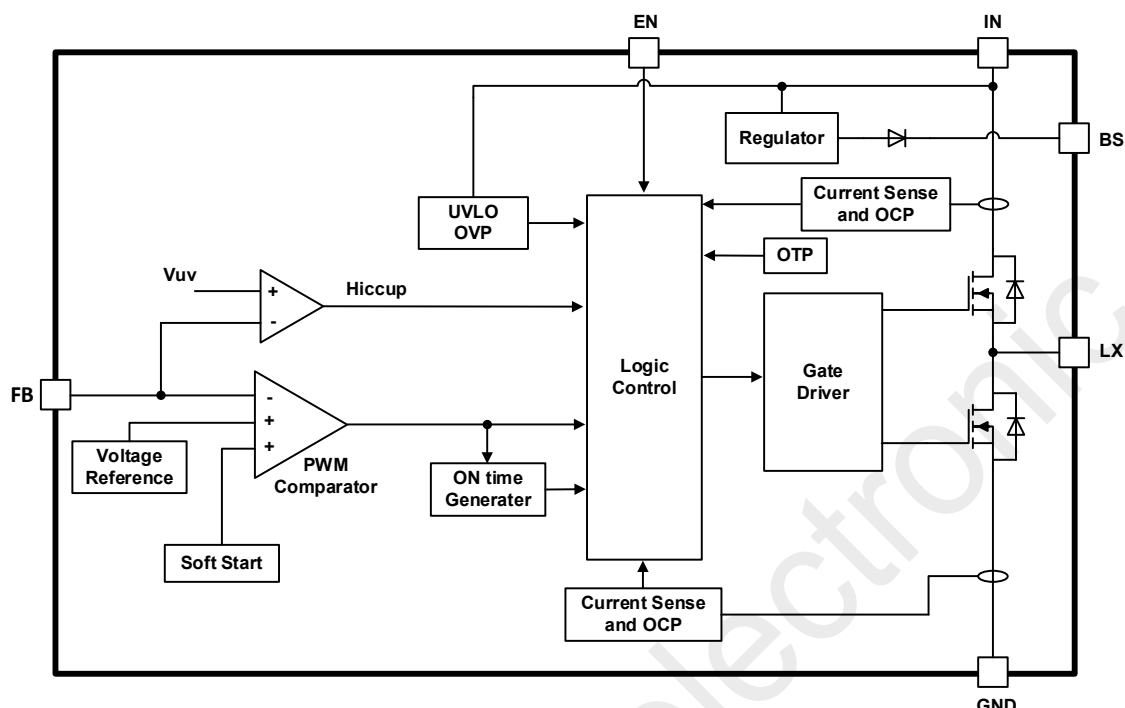 EN
IN
Regulator
BS
Current Sense
and OCP
UVLO
OVP
OTP
Vuv
+
-
Hiccup
Logic
Control
Gate
Driver
LX
FB
-
+
+
Voltage
Reference
PWM
Comparator
ON time
Generater
Soft Start
Current Sense
and OCP
GND
electronic